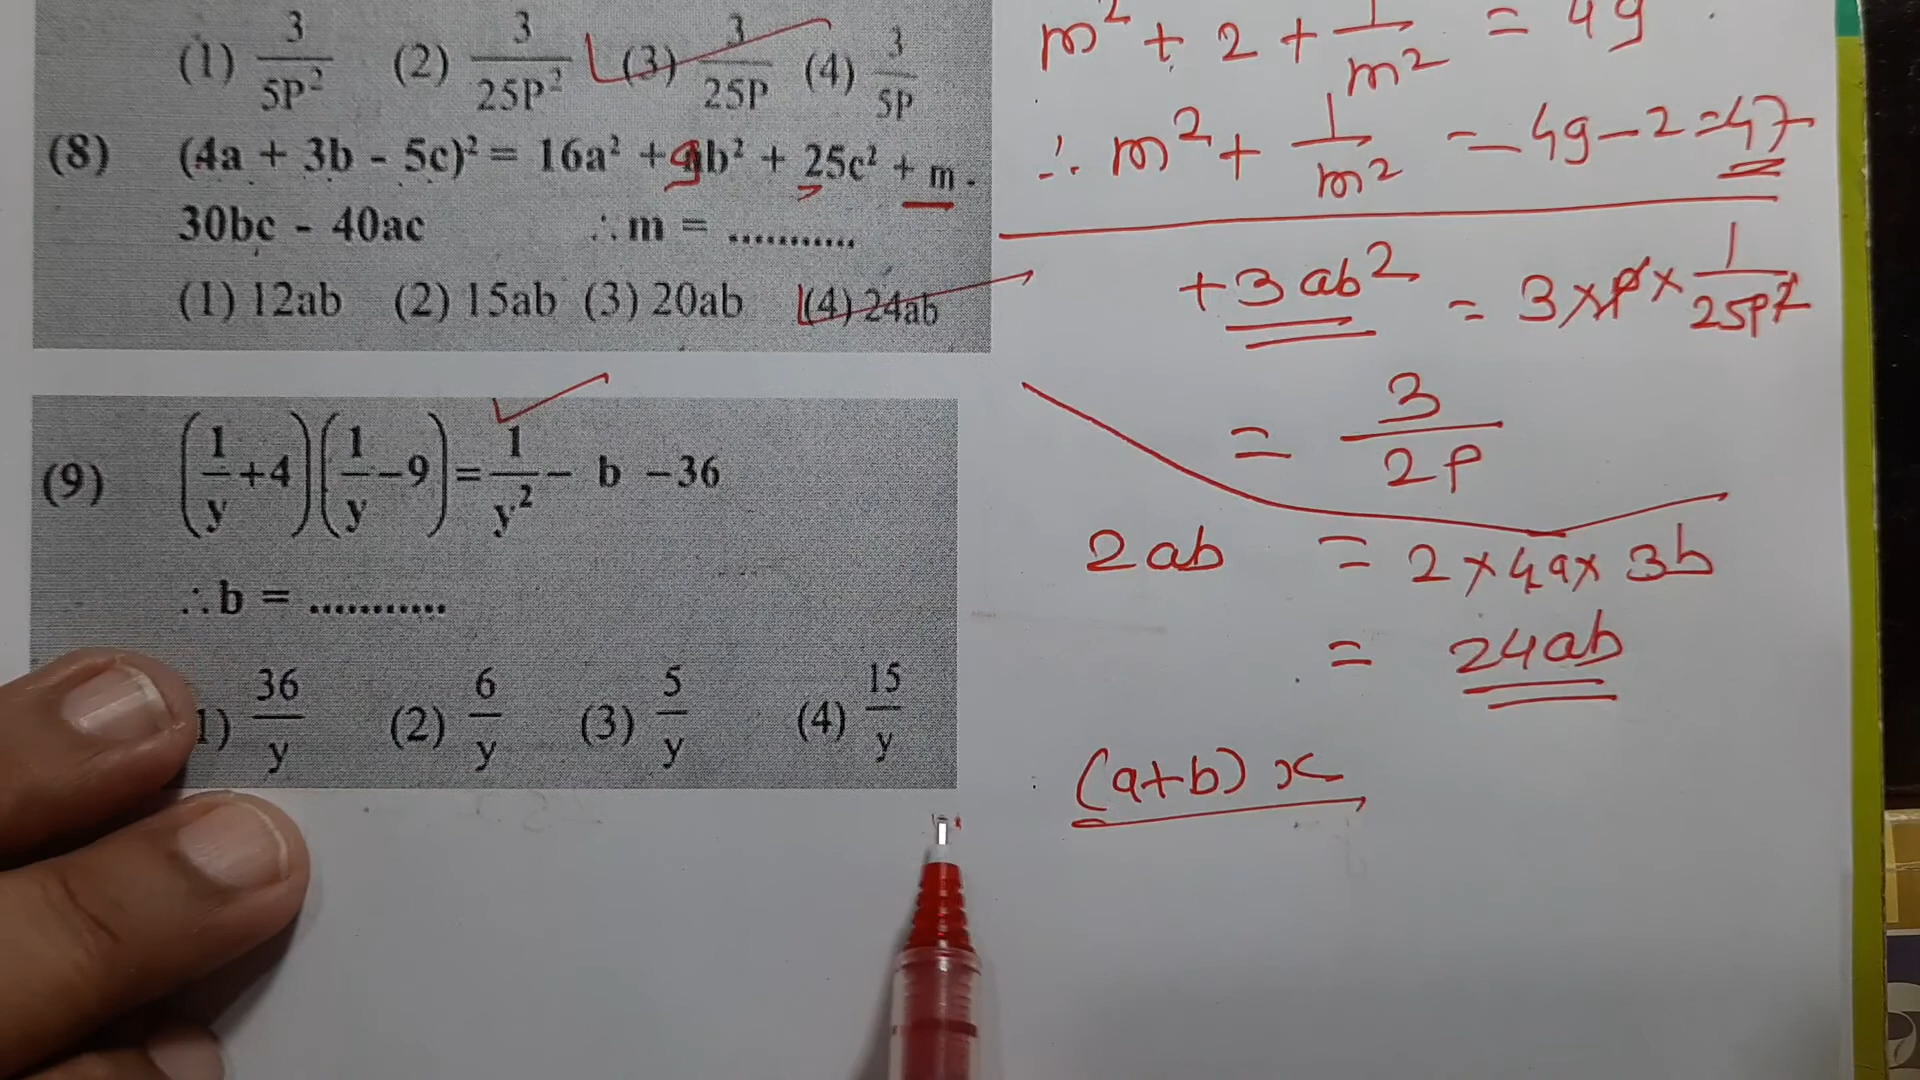 (1) 3/5P² (2) 3/25P² (3) 3/25P (4) 3/5P
(8) (4a + 3b - 5c)² = 16a² + 9b² + 25c² + m -
30bc - 40ac ∴ m = ...........
(1) 12ab (2) 15ab (3) 20ab (4) 24ab
(9) (1/y +4)(1/y −9) = 1/y² − b −36
∴ b = ...........
1) 36/y (2) 6/y (3) 5/y (4) 15/y
m² + 2 + 1/m² = 49
∴ m² + 1/m² = 49 − 2 = 47
+3ab² = 3 × p × 1/25p²
= 3/2p
2ab = 2 × 4a × 3b
= 24ab
(a+b) x